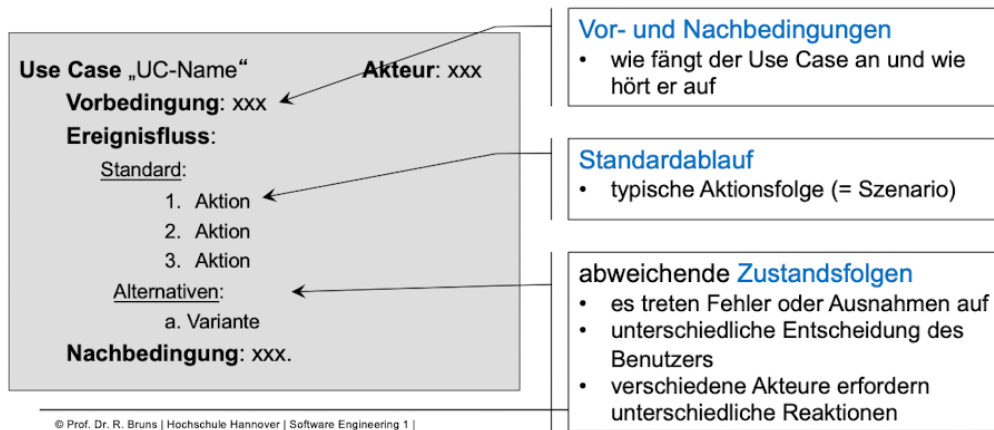 Use Case „UC-Name“ Akteur: xxx
Vorbedingung: xxx
Ereignisfluss:
Standard:
1. Aktion
2. Aktion
3. Aktion
Alternativen:
a. Variante
Nachbedingung: xxx.
Vor- und Nachbedingungen
• wie fängt der Use Case an und wie
hört er auf
Standardablauf
• typische Aktionsfolge (= Szenario)
abweichende Zustandsfolgen
• es treten Fehler oder Ausnahmen auf
• unterschiedliche Entscheidung des
Benutzers
• verschiedene Akteure erfordern
unterschiedliche Reaktionen
© Prof. Dr. R. Bruns | Hochschule Hannover | Software Engineering 1 |